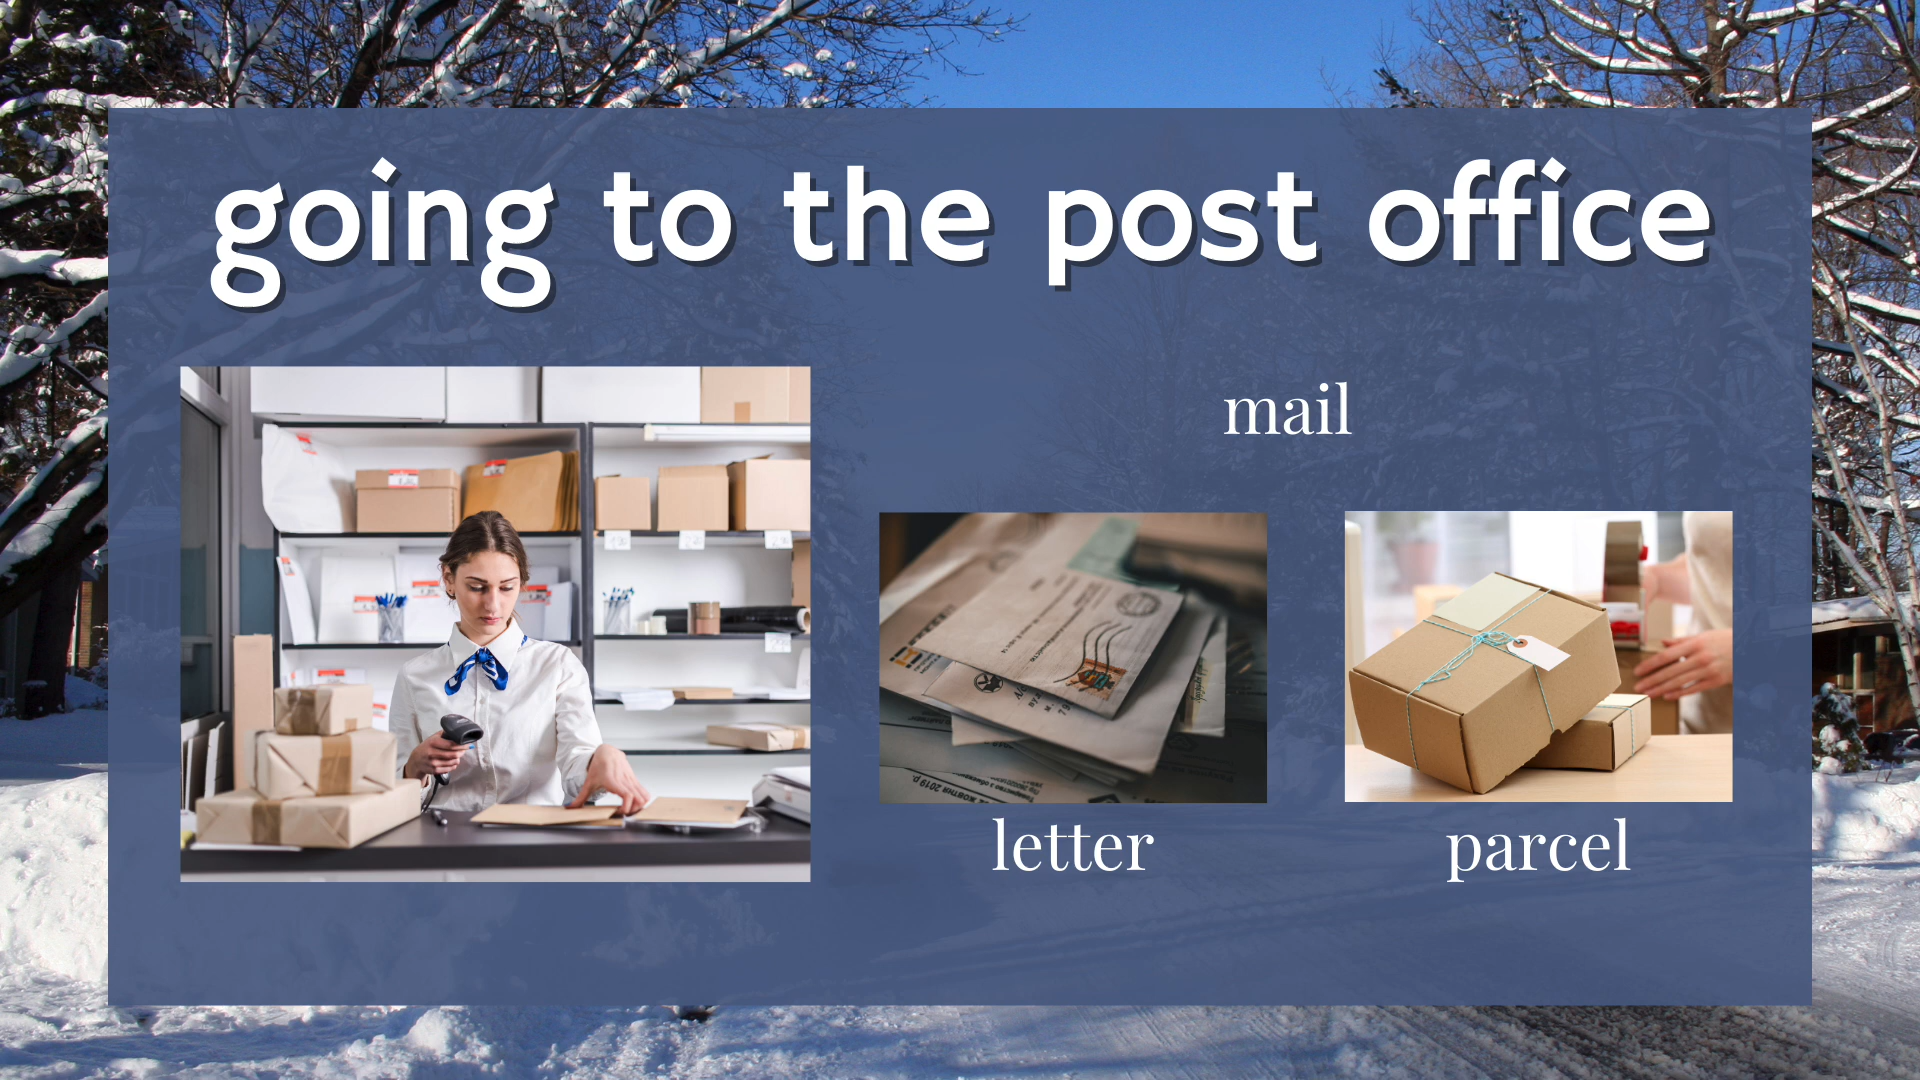 going to the post office
mail
letter
parcel